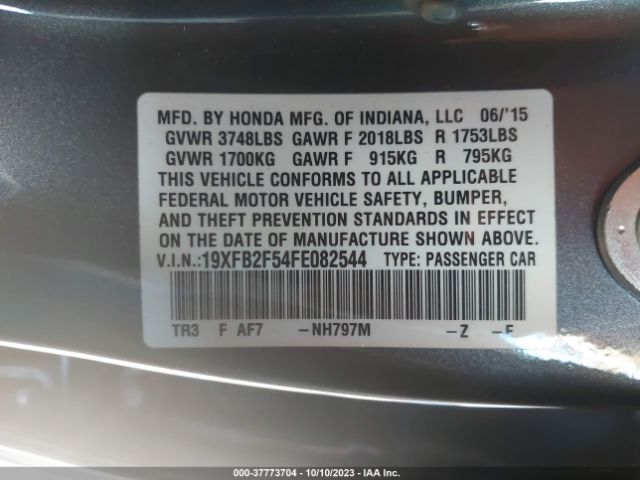 MFD. BY HONDA MFG. OF INDIANA, LLC 06/'15
GVWR 3748LBS GAWR F 2018LBS R 1753LBS
GVWR 1700KG GAWR F 915KG R 795KG
THIS VEHICLE CONFORMS TO ALL APPLICABLE
FEDERAL MOTOR VEHICLE SAFETY, BUMPER,
AND THEFT PREVENTION STANDARDS IN EFFECT
ON THE DATE OF MANUFACTURE SHOWN ABOVE.
V.I.N.:19XFB2F54FE082544 TYPE: PASSENGER CAR
TR3 F AF7 -NH797M -Z -E
000-37773704 - 10/10/2023 - IAA Inc.